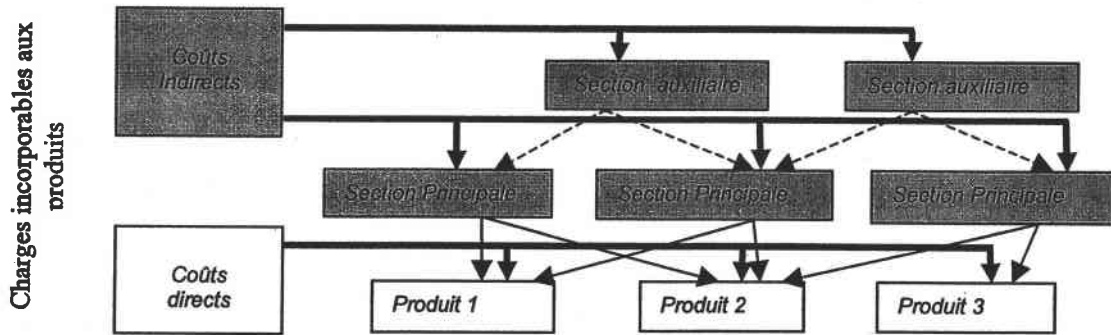 Charges incorporables aux
produits
Coûts
Indirects
Section auxiliaire
Section auxiliaire
Section Principale
Section Principale
Section Principale
Coûts
directs
Produit 1
Produit 2
Produit 3